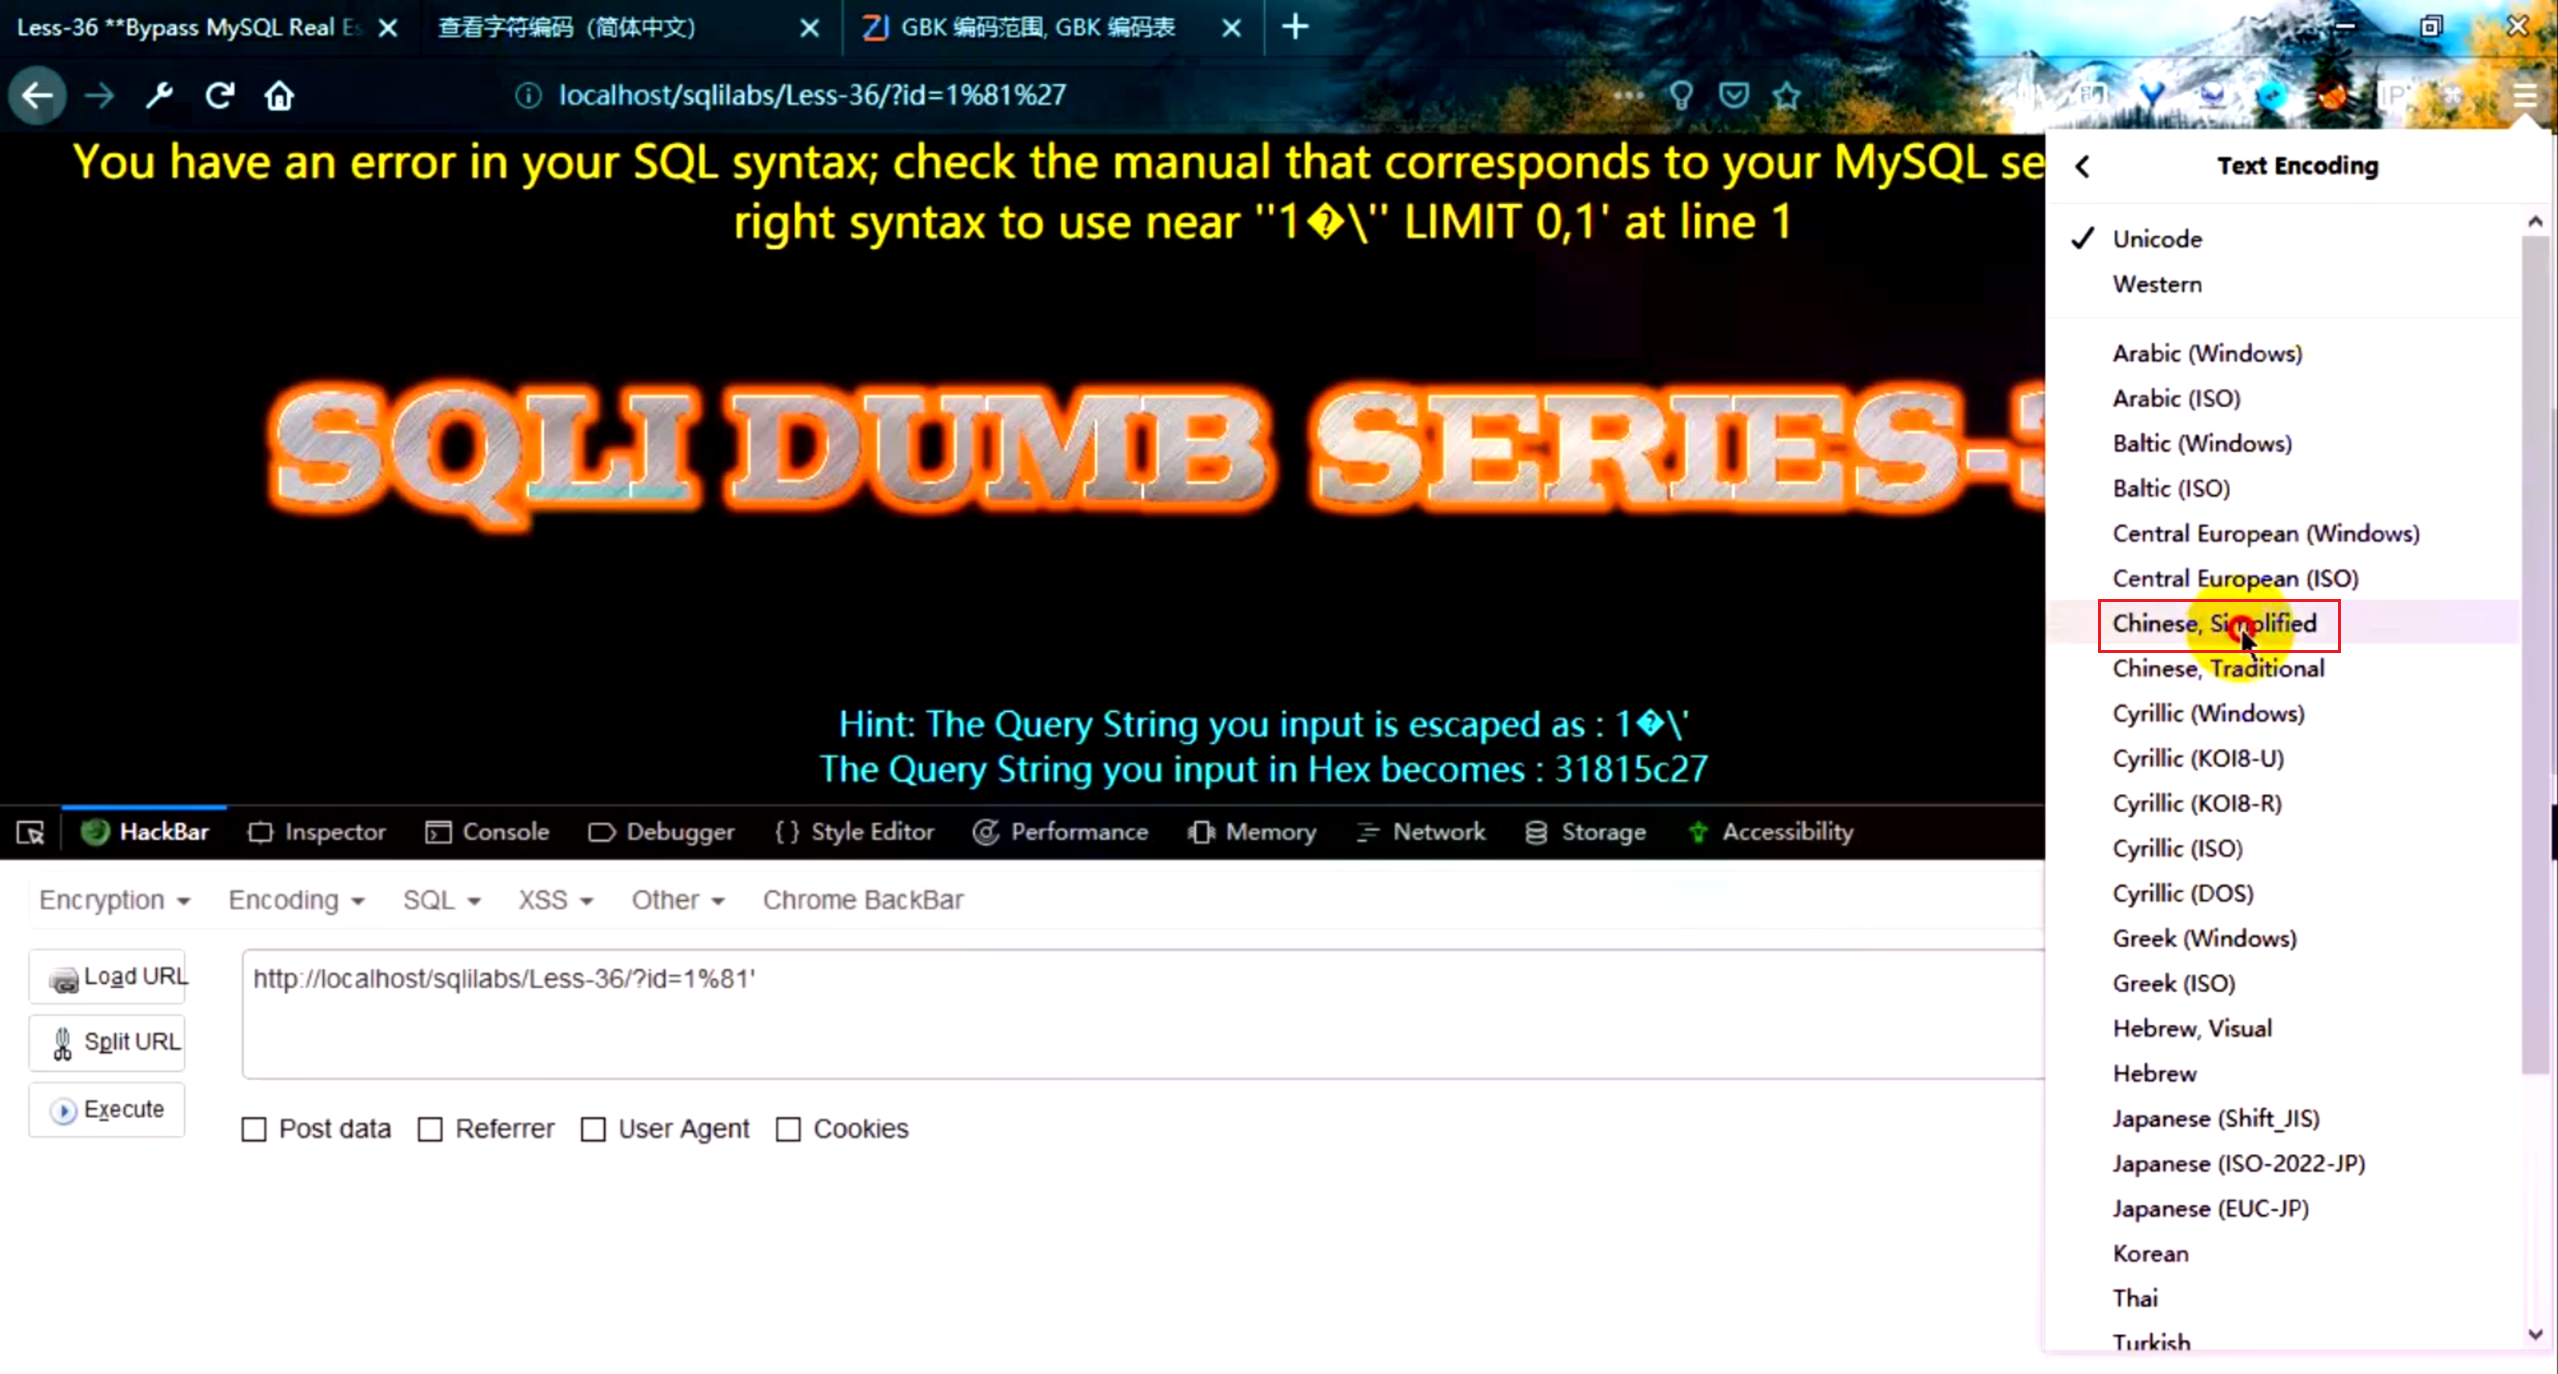 Less-36 **Bypass MySQL Real Es
查看字符编码（简体中文）
GBK 编码范围, GBK 编码表
localhost/sqlilabs/Less-36/?id=1%81%27
You have an error in your SQL syntax; check the manual that corresponds to your MySQL se
right syntax to use near ''1�\'' LIMIT 0,1' at line 1
SQLI DUMB SERIES-
Hint: The Query String you input is escaped as : 1�\'
The Query String you input in Hex becomes : 31815c27
HackBar
Inspector
Console
Debugger
Style Editor
Performance
Memory
Network
Storage
Accessibility
Encryption
Encoding
SQL
XSS
Other
Chrome BackBar
Load URL
http://localhost/sqlilabs/Less-36/?id=1%81'
Split URL
Execute
Post data
Referrer
User Agent
Cookies
Text Encoding
Unicode
Western
Arabic (Windows)
Arabic (ISO)
Baltic (Windows)
Baltic (ISO)
Central European (Windows)
Central European (ISO)
Chinese, Simplified
Chinese, Traditional
Cyrillic (Windows)
Cyrillic (KOI8-U)
Cyrillic (KOI8-R)
Cyrillic (ISO)
Cyrillic (DOS)
Greek (Windows)
Greek (ISO)
Hebrew, Visual
Hebrew
Japanese (Shift_JIS)
Japanese (ISO-2022-JP)
Japanese (EUC-JP)
Korean
Thai
Turkish